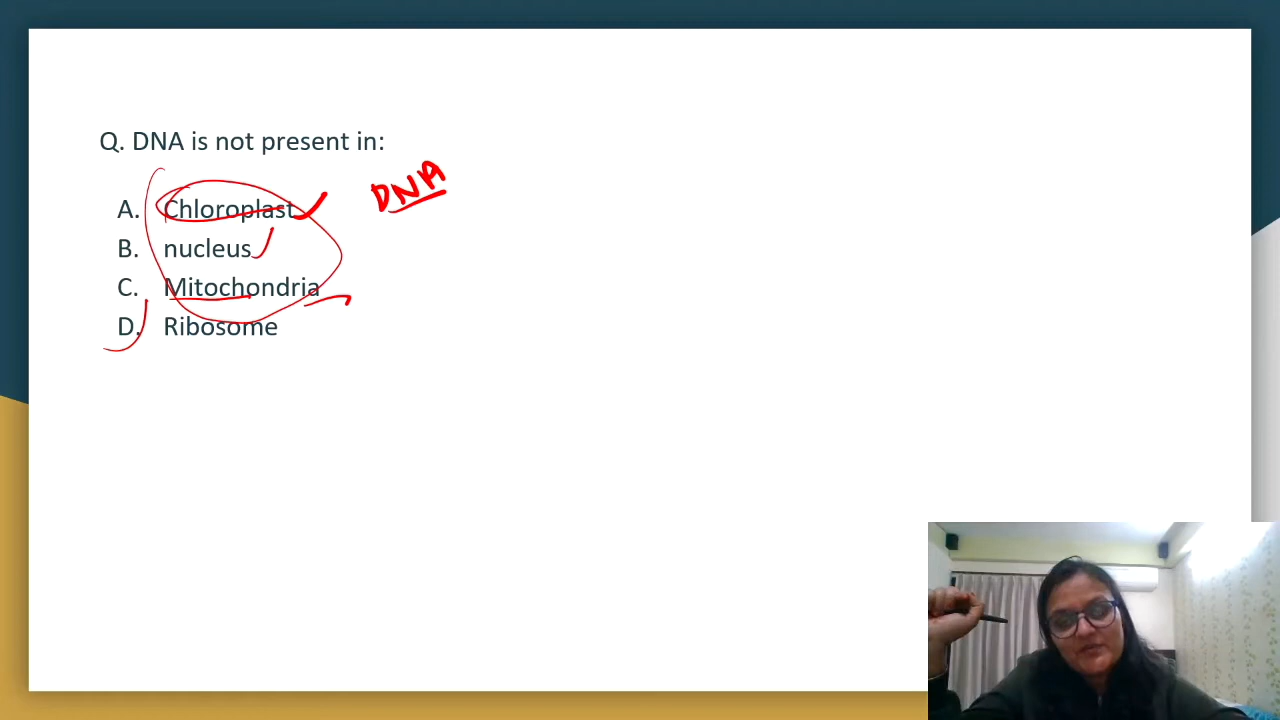 Q. DNA is not present in:
DNA
A. Chloroplast
B. nucleus
C. Mitochondria
D. Ribosome